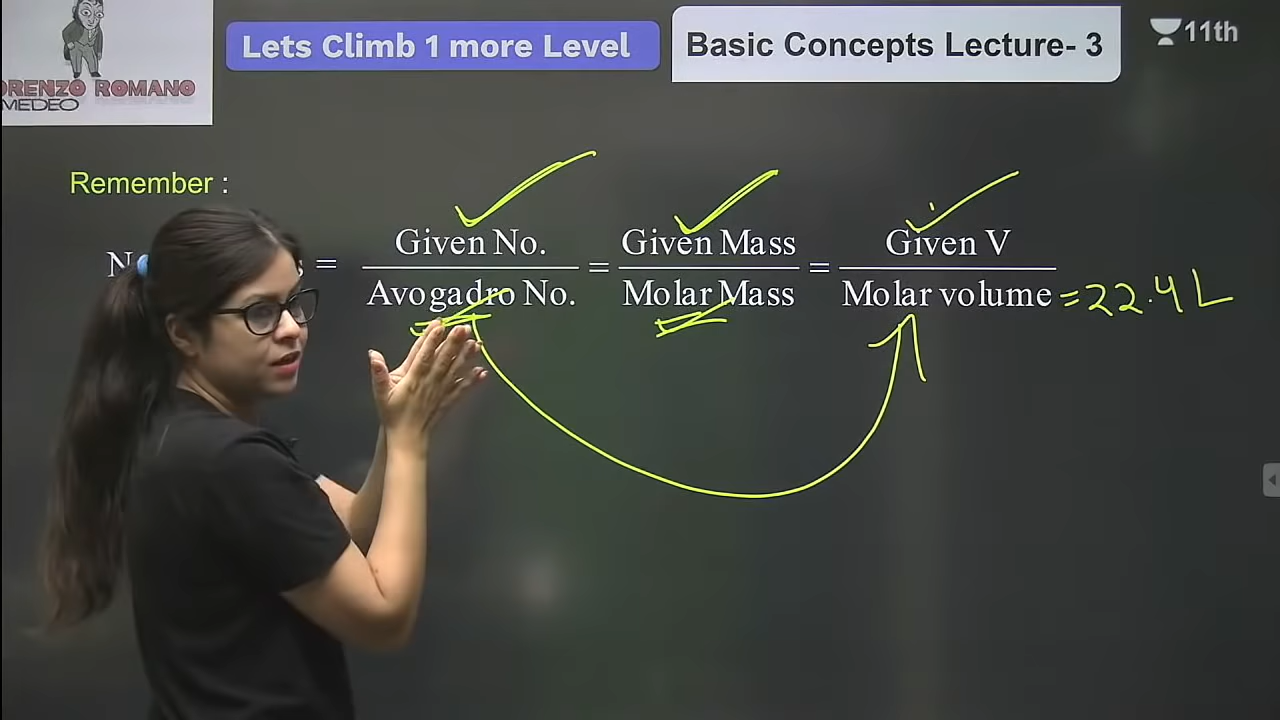 Lets Climb 1 more Level
Basic Concepts Lecture- 3
11th
ORENZO ROMANO
MEDEO
Remember :
= Given No. / Avogadro No. = Given Mass / Molar Mass = Given V / Molar volume = 22.4 L